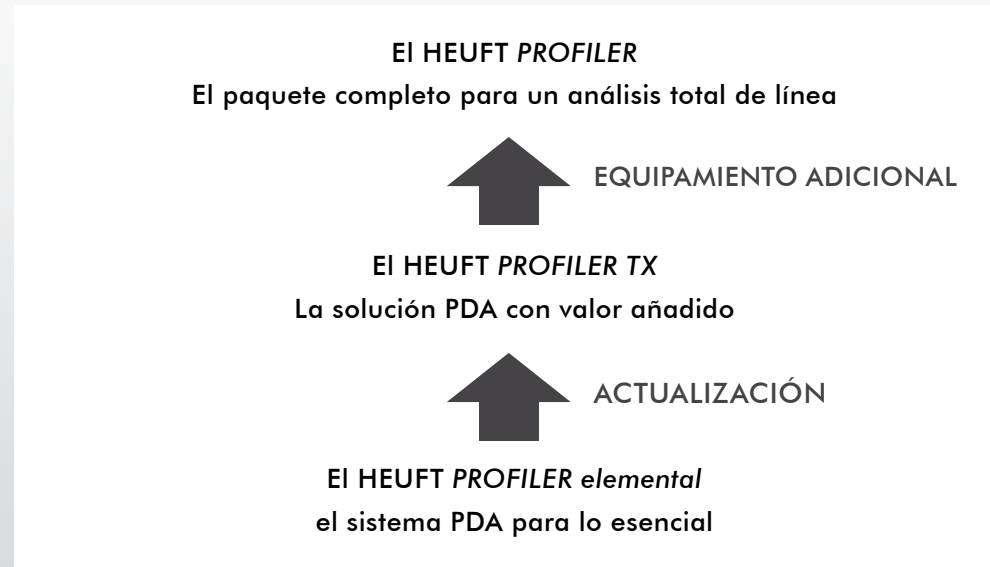 El HEUFT PROFILER
El paquete completo para un análisis total de línea
EQUIPAMIENTO ADICIONAL
El HEUFT PROFILER TX
La solución PDA con valor añadido
ACTUALIZACIÓN
El HEUFT PROFILER elemental
el sistema PDA para lo esencial